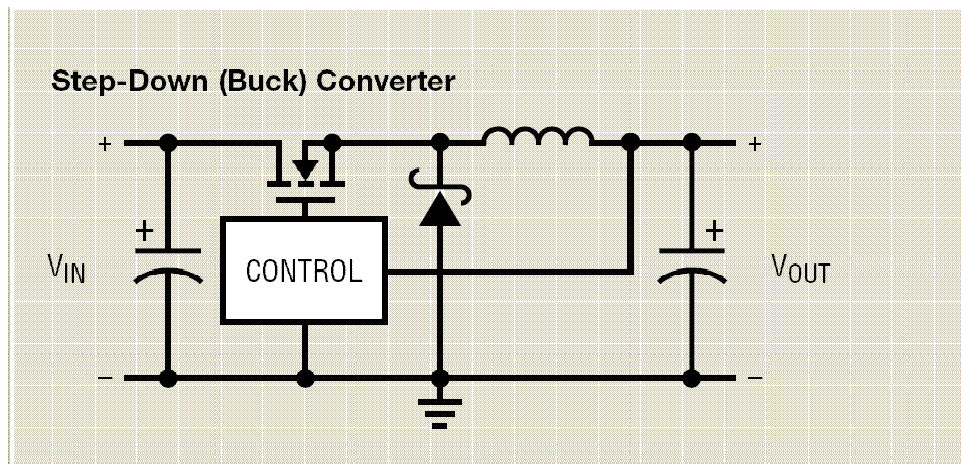 Step-Down (Buck) Converter
+ +
+ +
VIN CONTROL VOUT
– –